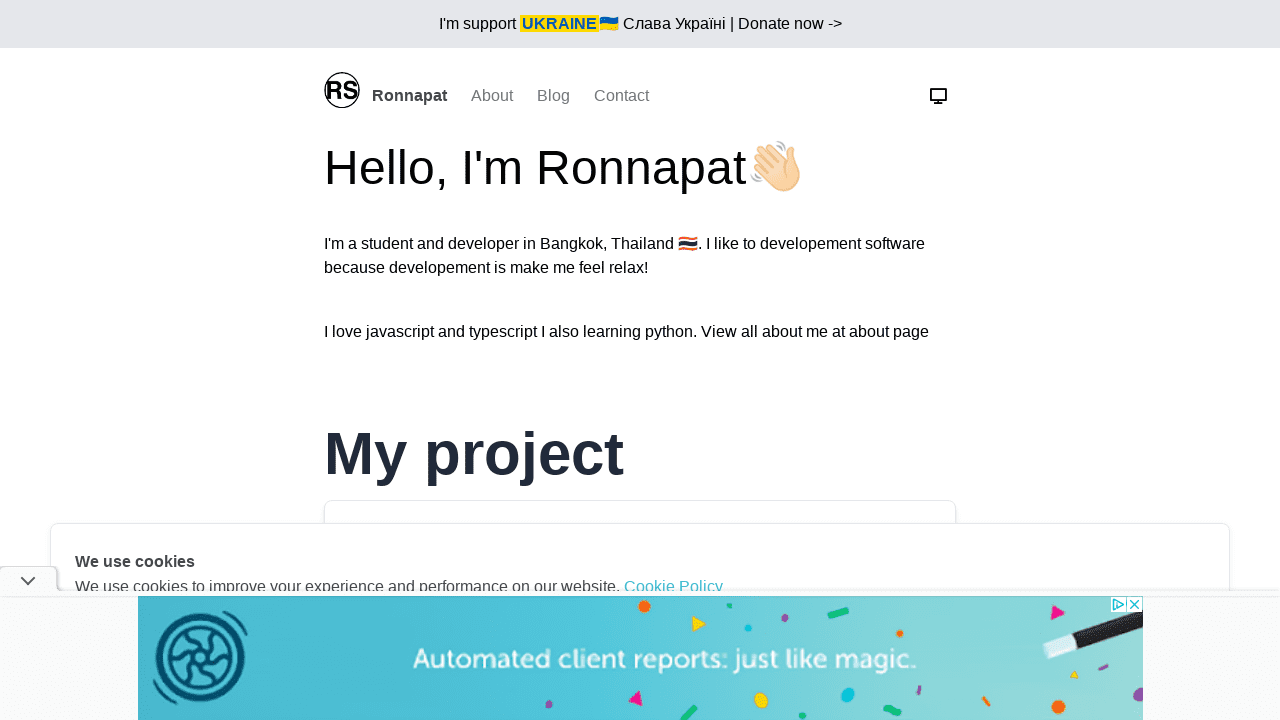 I'm support UKRAINE🇺🇦 Слава Україні | Donate now ->
RS Ronnapat About Blog Contact
Hello, I'm Ronnapat👋🏻
I'm a student and developer in Bangkok, Thailand 🇹🇭. I like to developement software
because developement is make me feel relax!
I love javascript and typescript I also learning python. View all about me at about page
My project
We use cookies
We use cookies to improve your experience and performance on our website. Cookie Policy
Automated client reports: just like magic.